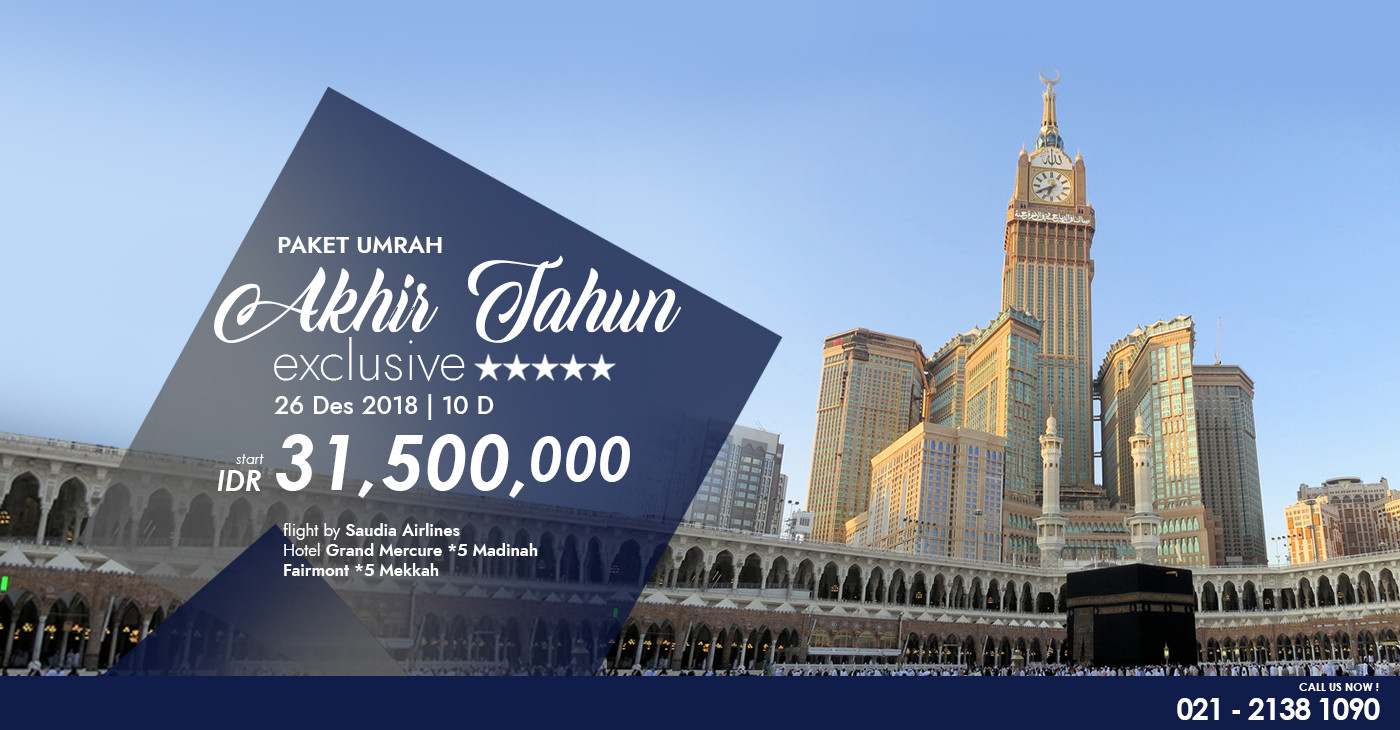 PAKET UMRAH
Akhir Tahun
exclusive ★★★★★
26 Des 2018 | 10 D
start
IDR 31,500,000
flight by Saudia Airlines
Hotel Grand Mercure *5 Madinah
Fairmont *5 Mekkah
الله
CALL US NOW !
021 - 2138 1090